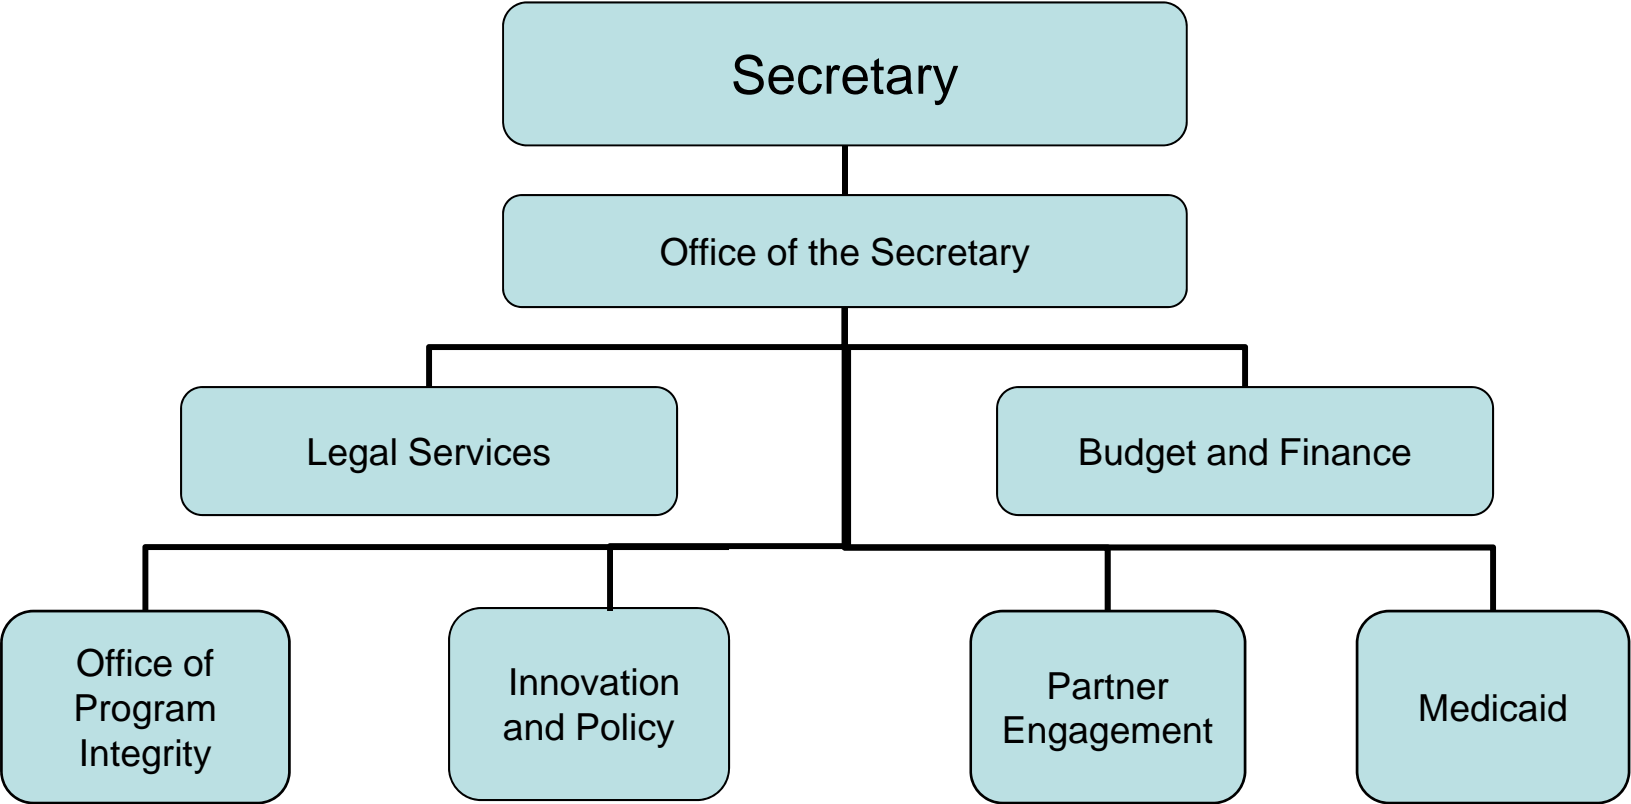 Secretary
Office of the Secretary
Legal Services
Budget and Finance
Office of
Program
Integrity
Innovation
and Policy
Partner
Engagement
Medicaid